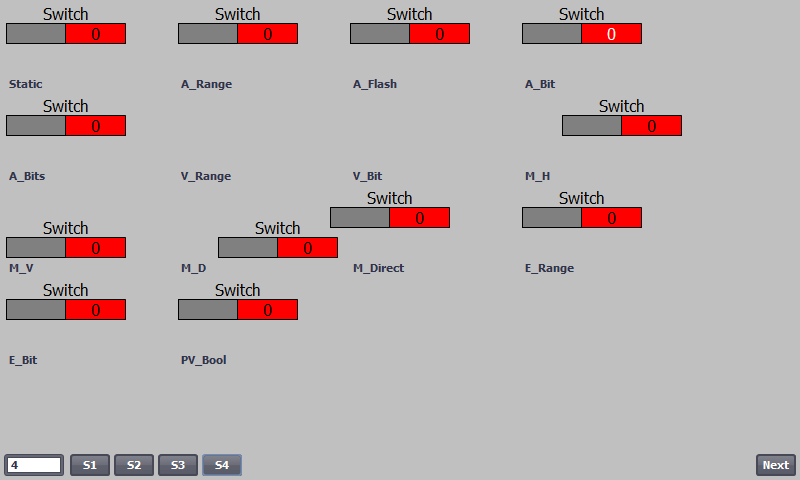 Switch Switch Switch Switch
0 0 0 0
Static A_Range A_Flash A_Bit
Switch Switch
0 0
A_Bits V_Range V_Bit M_H
Switch Switch
0 0
Switch Switch
0 0
M_V M_D M_Direct E_Range
Switch Switch
0 0
E_Bit PV_Bool
4 S1 S2 S3 S4 Next